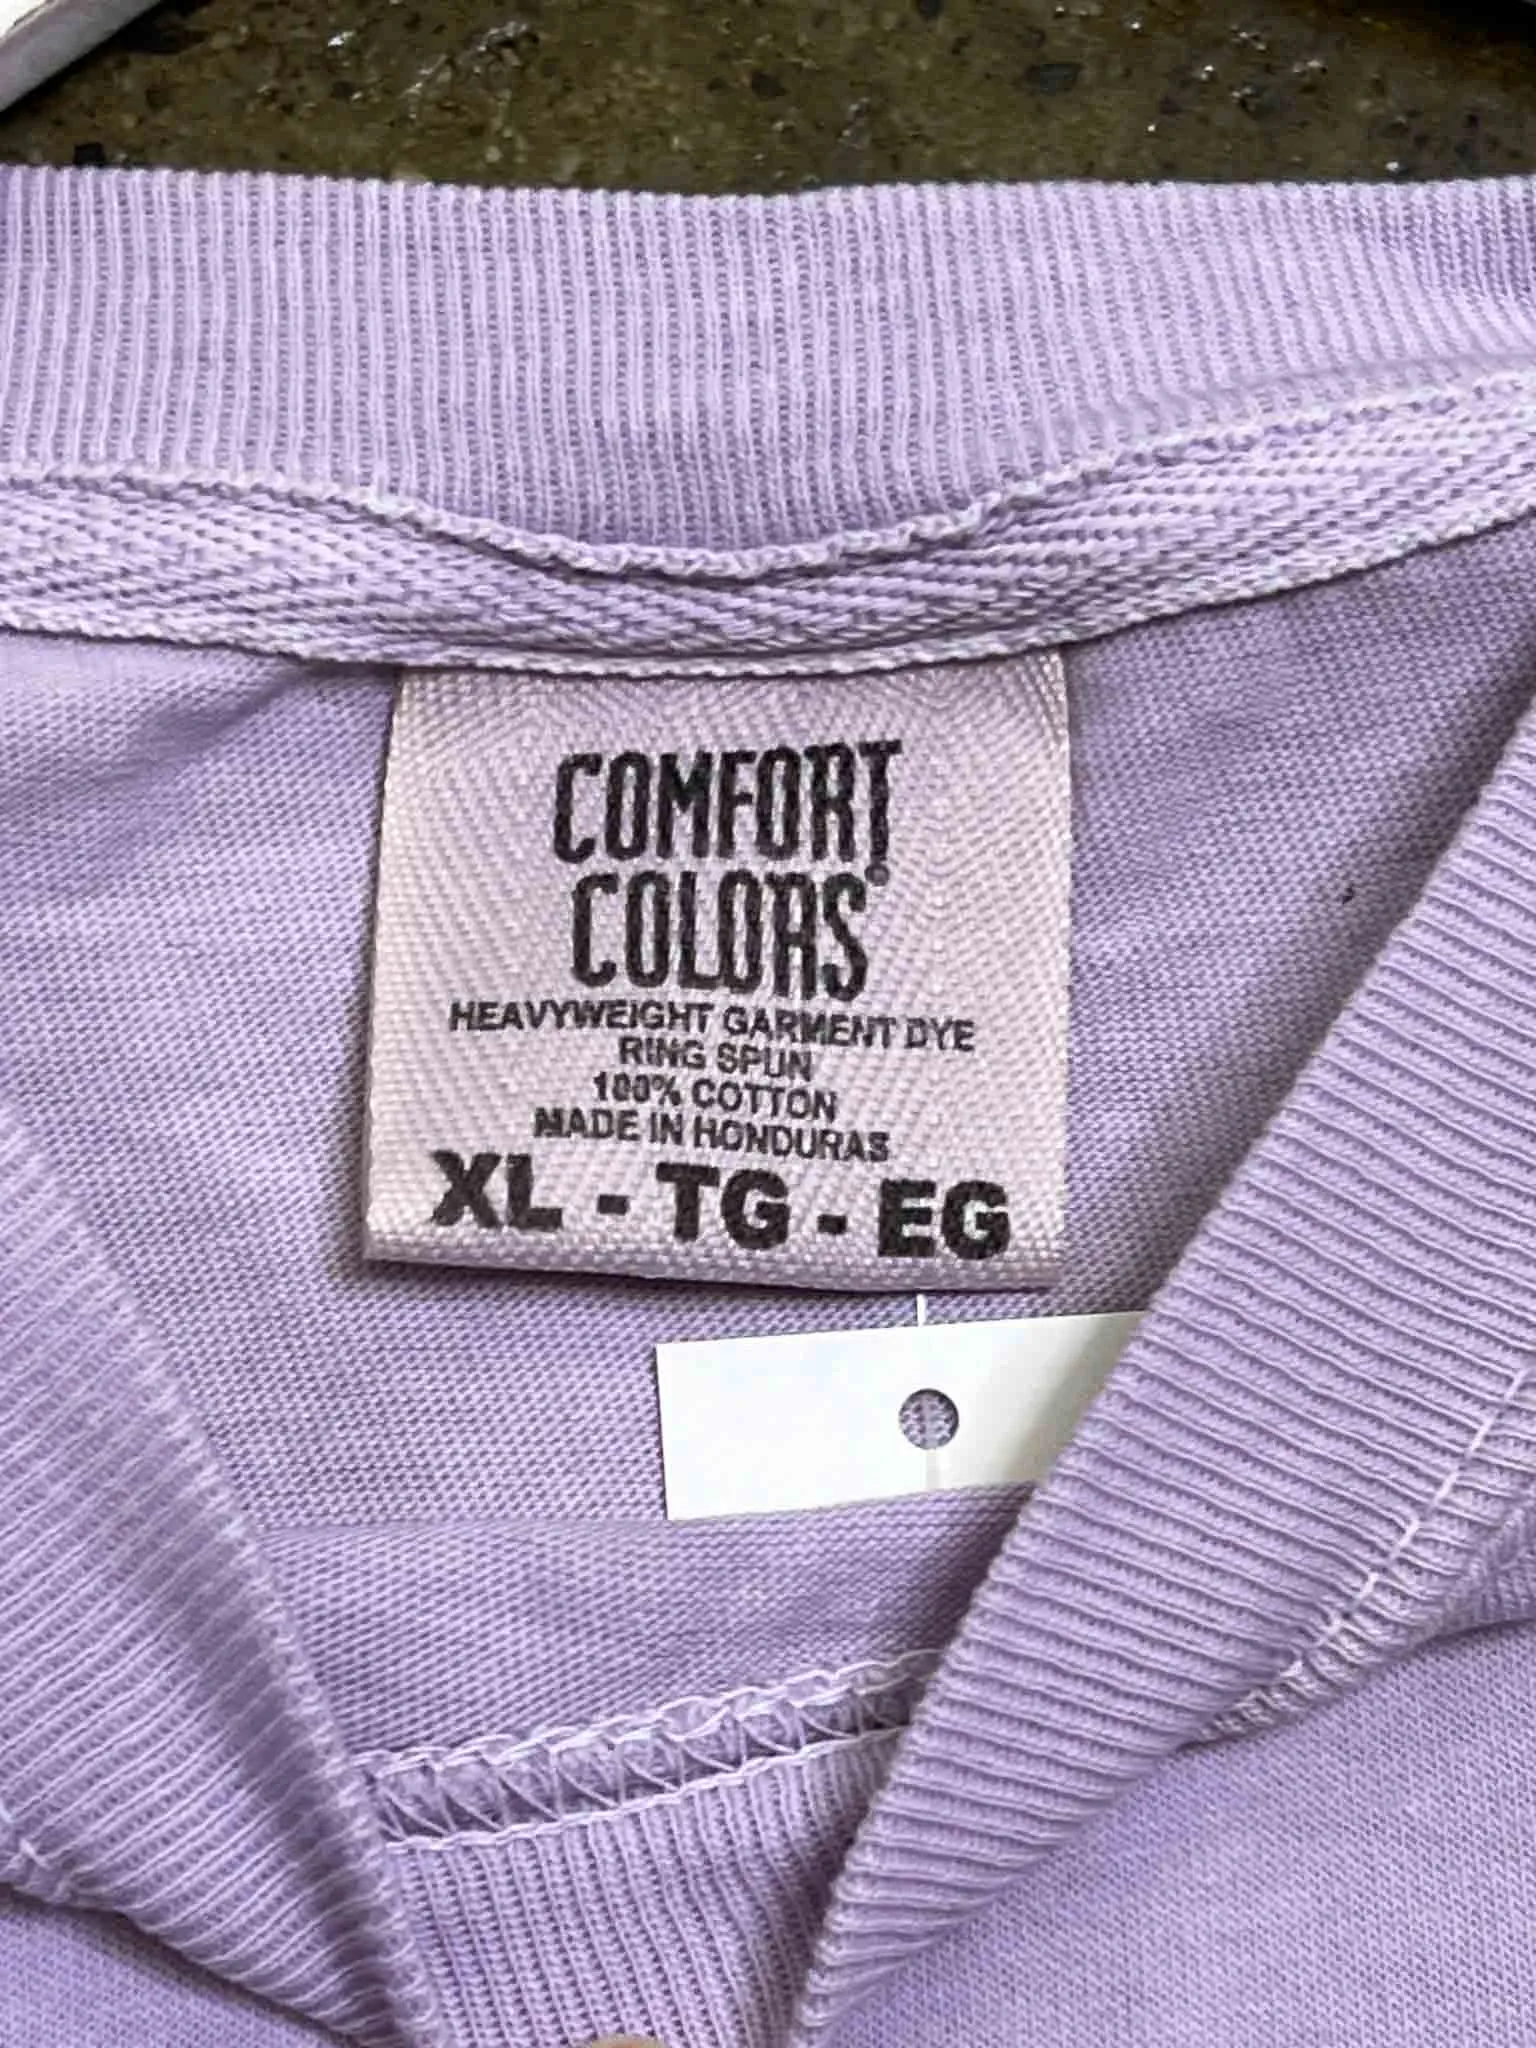 COMFORT
COLORS®
HEAVYWEIGHT GARMENT DYE
RING SPUN
100% COTTON
MADE IN HONDURAS
XL - TG - EG